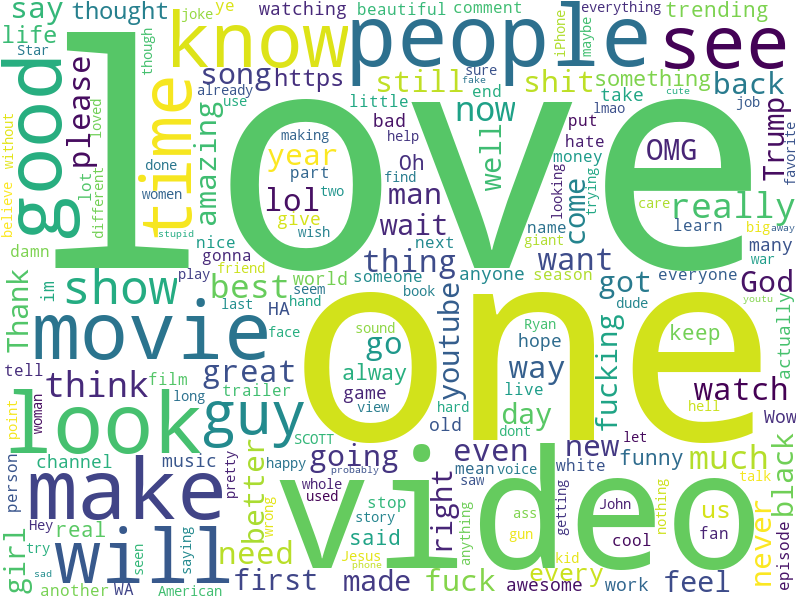 ye
joke
everything
say
thought
beautiful
comment
trending
watching
life
know
people
see
iPhone
maybe
Star
though
song
https
still
shit
sure
fake
something
back
good
please
time
already
use
little
end
take
cute
job
love
now
lmao
without
loved
amazing
making
bad
help
well
put
hate
OMG
Trump
favorite
lot
different
done
year
part
Oh
find
money
believe
women
lol
two
man
looking
trying
come
care
really
stupid
give
wish
wait
name
learn
big
away
damn
nice
next
giant
many
gonna
thing
want
war
Thank
im
show
play
friend
best
seem
world
someone
anyone
season
got
everyone
God
hand
book
dude
youtu
last
HA
youtube
one
movie
face
sound
go
Ryan
hope
fucking
keep
actually
tell
think
film
great
alway
way
trailer
game
live
watch
look
long
guy
view
hard
day
hell
point
woman
old
Wow
SCOTT
dont
let
channel
music
pretty
happy
going
even
new
funny
much
black
person
make
better
probably
mean
voice
white
talk
whole
right
saw
video
Hey
real
used
stop
ass
getting
John
us
nothing
never
episode
girl
try
will
seen
saying
wrong
story
anything
gun
cool
fan
need
said
Jesus
kid
sad
phone
every
another
WA
American
first
made
fuck
awesome
work
feel